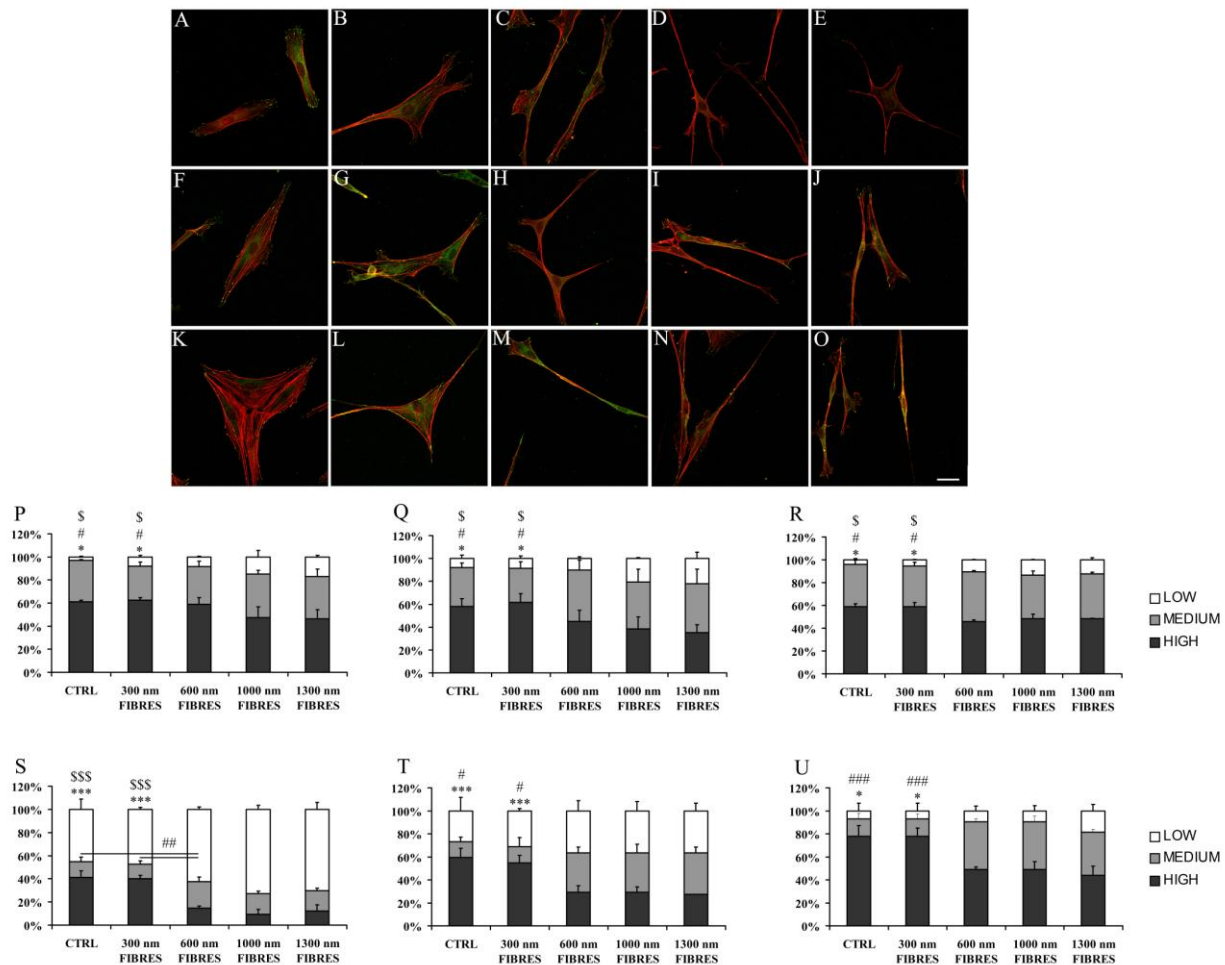 A B C D E
F G H I J
K L M N O
P Q R
$ $ $ $ $ $
# # # # # #
* * * * * *
120% 120% 120%
100% 100% 100%
80% 80% 80%
60% 60% 60%
40% 40% 40%
20% 20% 20%
0% 0% 0%
LOW
MEDIUM
HIGH
CTRL 300 nm 600 nm 1000 nm 1300 nm CTRL 300 nm 600 nm 1000 nm 1300 nm CTRL 300 nm 600 nm 1000 nm 1300 nm
FIBRES FIBRES FIBRES FIBRES FIBRES FIBRES FIBRES FIBRES FIBRES FIBRES FIBRES FIBRES
S T U
$$$ $$$ # # ### ###
*** *** *** *** * *
##
120% 120% 120%
100% 100% 100%
80% 80% 80%
60% 60% 60%
40% 40% 40%
20% 20% 20%
0% 0% 0%
LOW
MEDIUM
HIGH
CTRL 300 nm 600 nm 1000 nm 1300 nm CTRL 300 nm 600 nm 1000 nm 1300 nm CTRL 300 nm 600 nm 1000 nm 1300 nm
FIBRES FIBRES FIBRES FIBRES FIBRES FIBRES FIBRES FIBRES FIBRES FIBRES FIBRES FIBRES